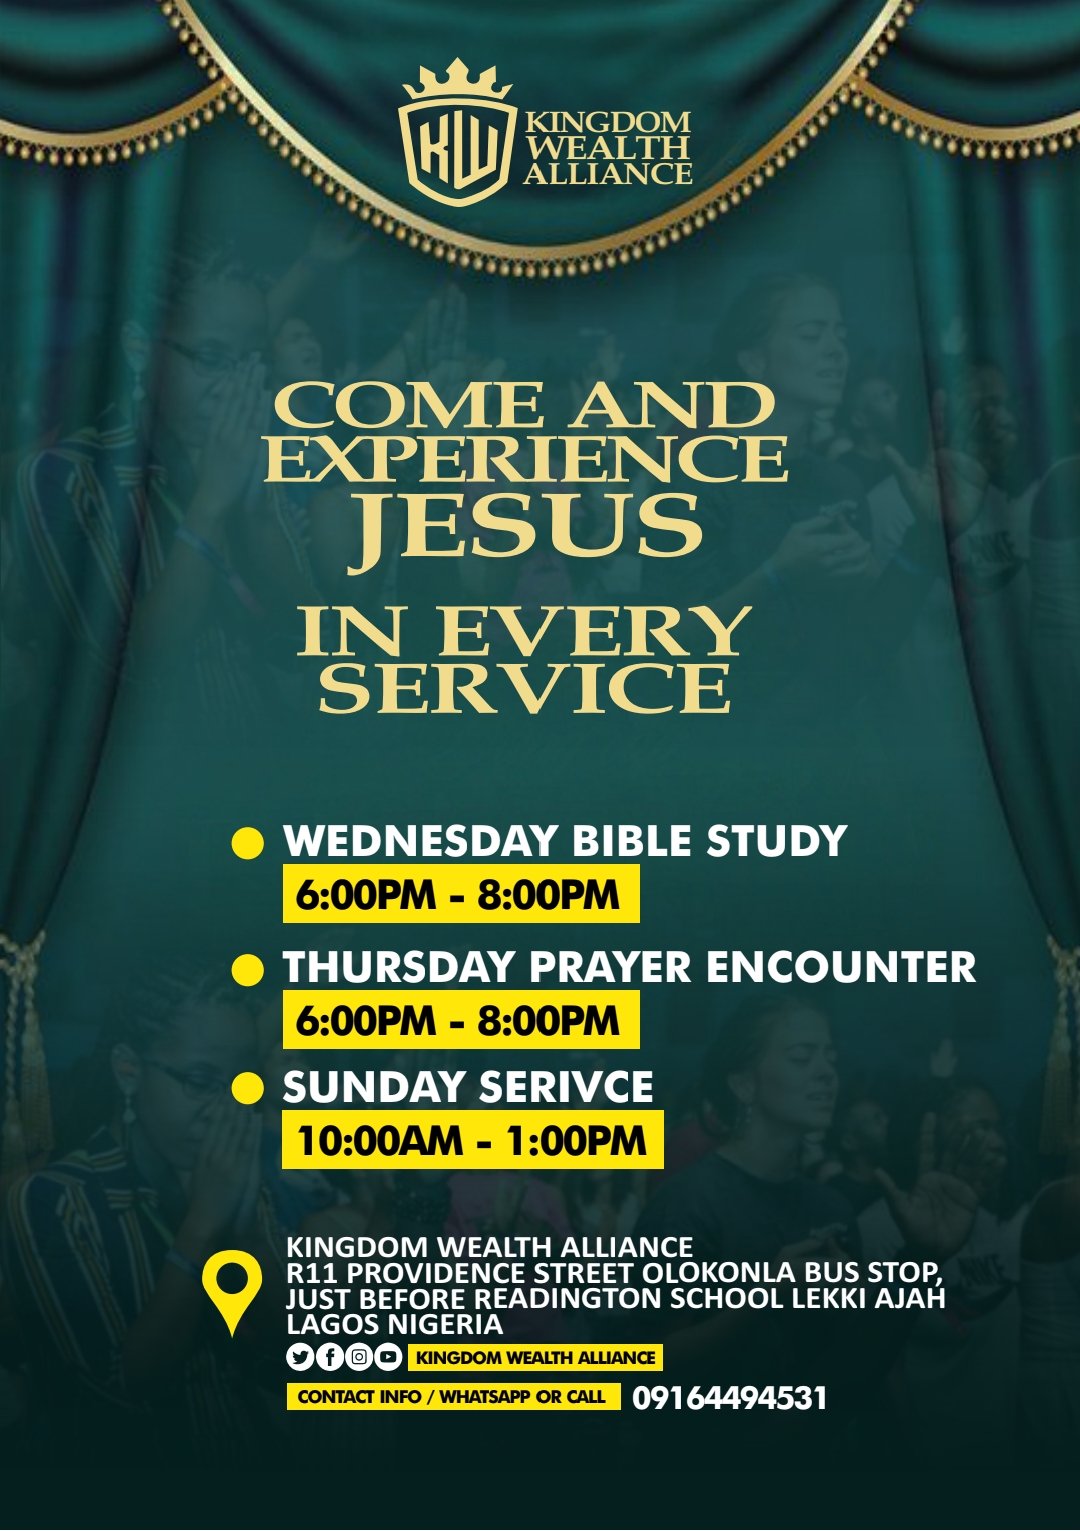 KW
KINGDOM
WEALTH
ALLIANCE
COME AND
EXPERIENCE
JESUS
IN EVERY
SERVICE
WEDNESDAY BIBLE STUDY
6:00PM - 8:00PM
THURSDAY PRAYER ENCOUNTER
6:00PM - 8:00PM
SUNDAY SERIVCE
10:00AM - 1:00PM
KINGDOM WEALTH ALLIANCE
R11 PROVIDENCE STREET OLOKONLA BUS STOP,
JUST BEFORE READINGTON SCHOOL LEKKI AJAH
LAGOS NIGERIA
KINGDOM WEALTH ALLIANCE
CONTACT INFO / WHATSAPP OR CALL 09164494531